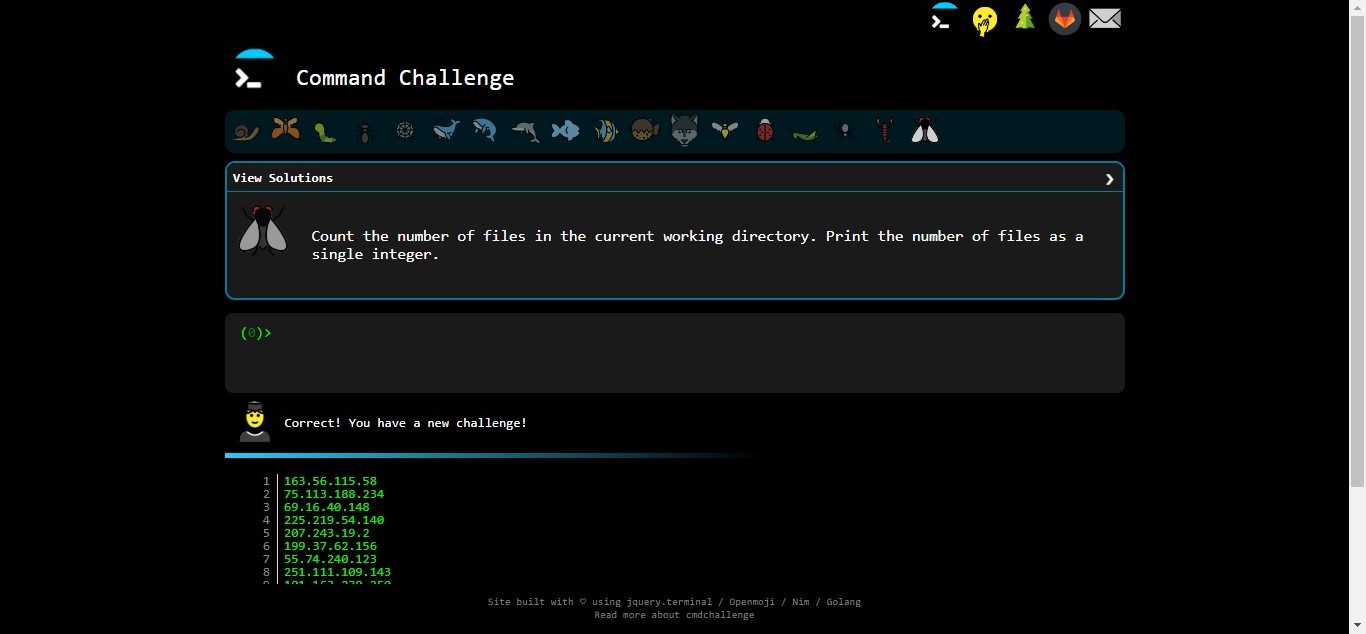 Command Challenge
View Solutions
Count the number of files in the current working directory. Print the number of files as a
single integer.
(0)>
Correct! You have a new challenge!
1 163.56.115.58
2 75.113.188.234
3 69.16.40.148
4 225.219.54.140
5 207.243.19.2
6 199.37.62.156
7 55.74.240.123
8 251.111.109.143
Site built with ♡ using jquery.terminal / Openmoji / Nim / Golang
Read more about cmdchallenge